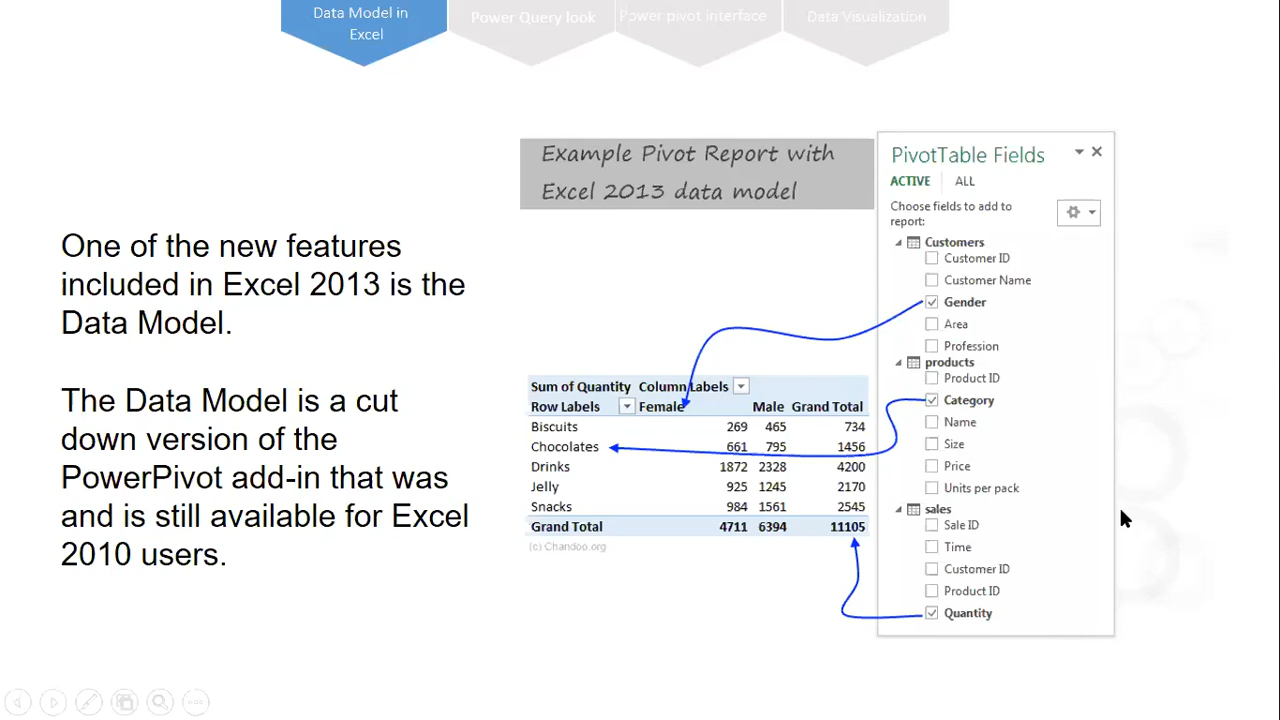 Data Model in
Excel
Power Query look
Power pivot interface
Data Visualization
Example Pivot Report with
Excel 2013 data model
One of the new features
included in Excel 2013 is the
Data Model.
The Data Model is a cut
down version of the
PowerPivot add-in that was
and is still available for Excel
2010 users.
Sum of Quantity Column Labels
Row Labels Female Male Grand Total
Biscuits 269 465 734
Chocolates 661 795 1456
Drinks 1872 2328 4200
Jelly 925 1245 2170
Snacks 984 1561 2545
Grand Total 4711 6394 11105
(c) Chandoo.org
PivotTable Fields
ACTIVE ALL
Choose fields to add to
report:
Customers
Customer ID
Customer Name
Gender
Area
Profession
products
Product ID
Category
Name
Size
Price
Units per pack
sales
Sale ID
Time
Customer ID
Product ID
Quantity